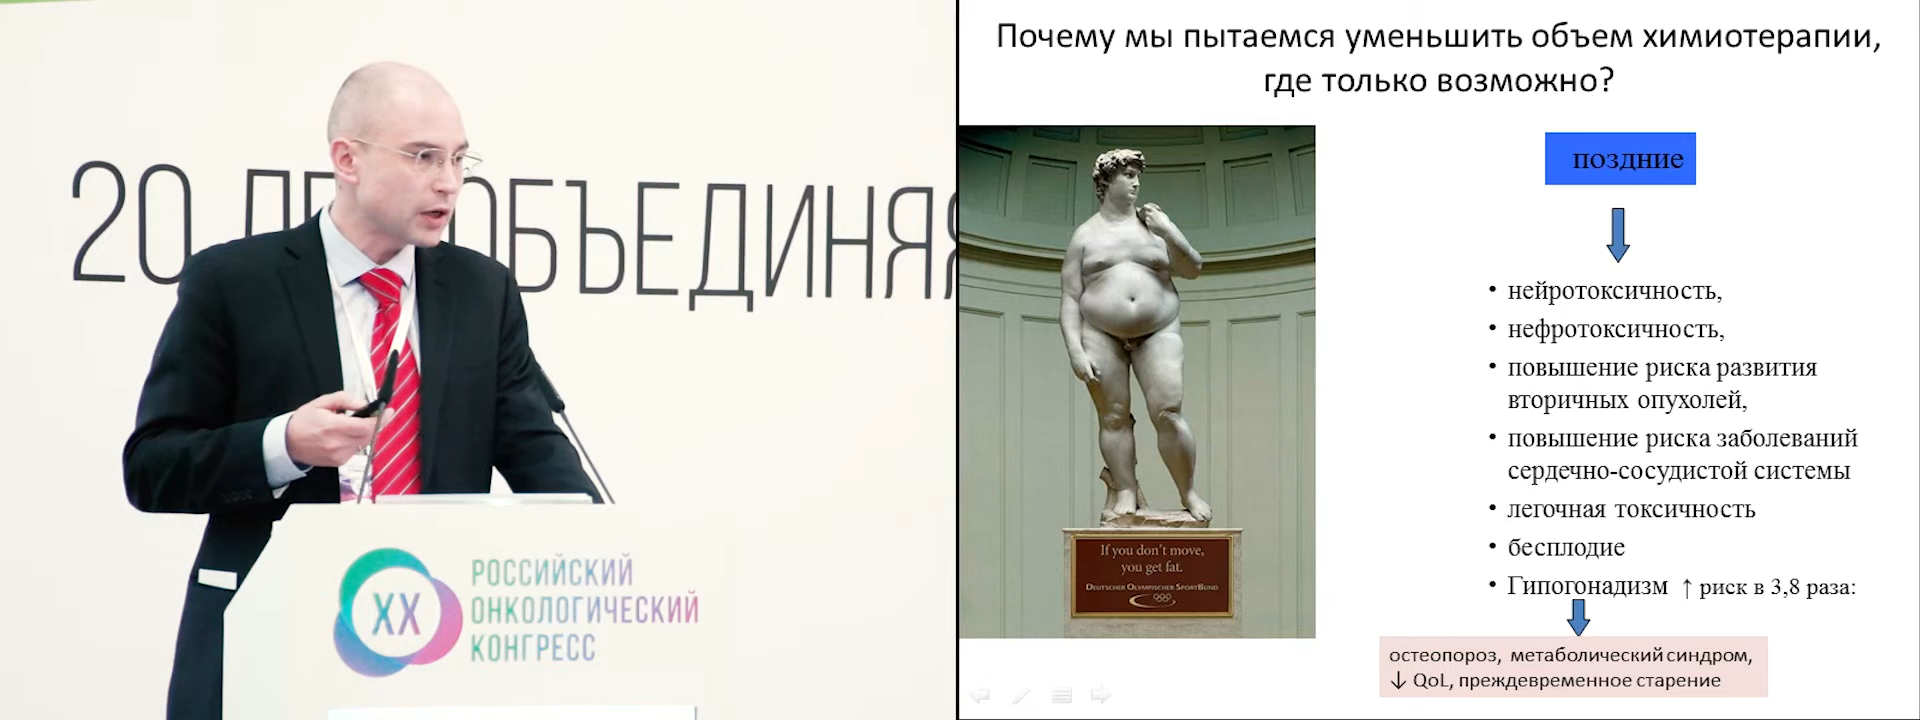 20 ОБЪЕДИНЯЯ
РОССИЙСКИЙ
ОНКОЛОГИЧЕСКИЙ
КОНГРЕСС
XX
Почему мы пытаемся уменьшить объем химиотерапии,
где только возможно?
поздние
• нейротоксичность,
• нефротоксичность,
• повышение риска развития
вторичных опухолей,
• повышение риска заболеваний
сердечно-сосудистой системы
• легочная токсичность
• бесплодие
• Гипогонадизм ↑ риск в 3,8 раза:
остеопороз, метаболический синдром,
↓ QoL, преждевременное старение
If you don't move,
you get fat.
Deutscher Olympischer SportBund